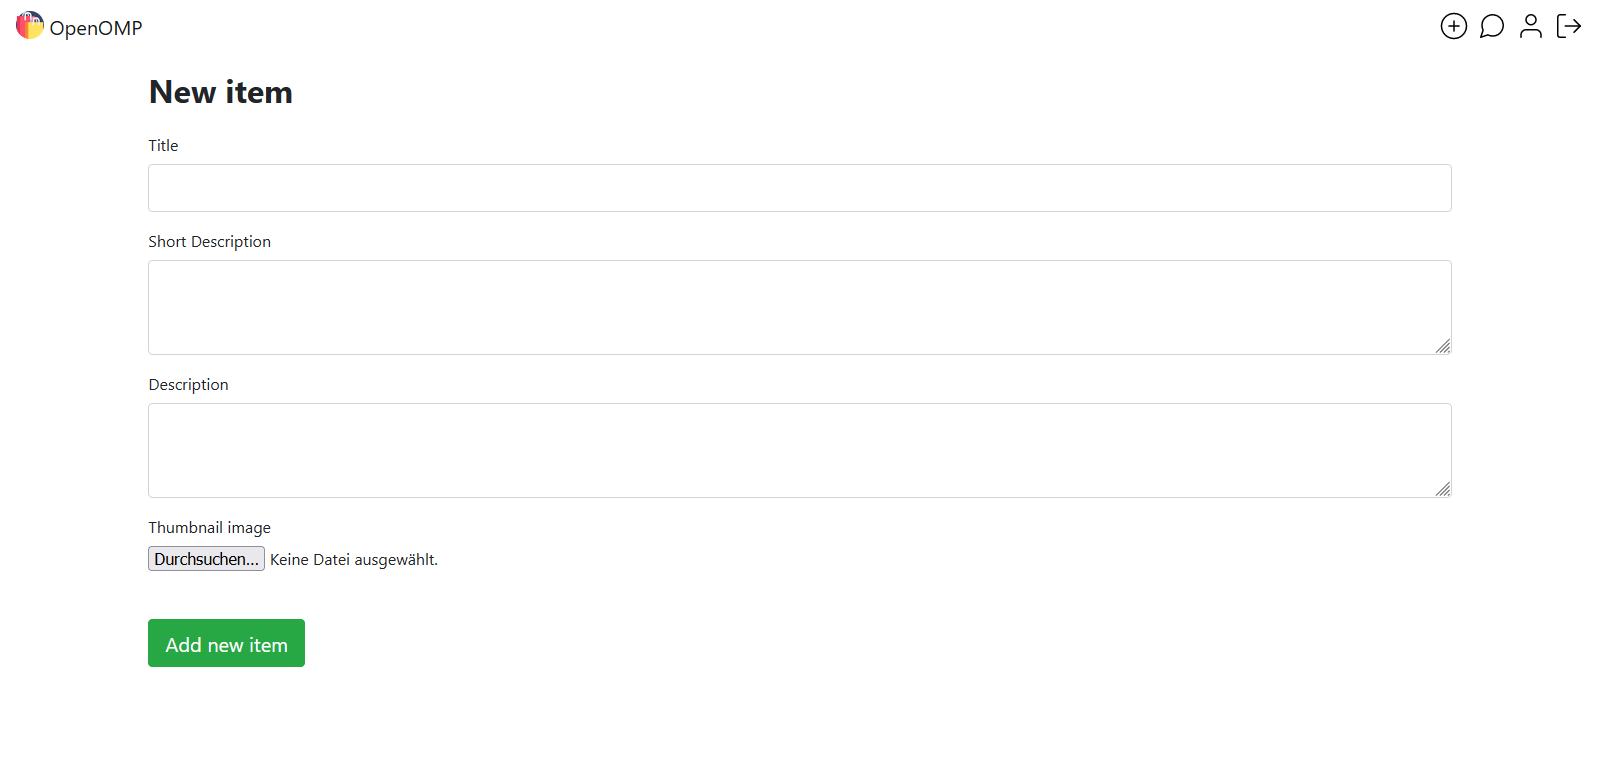 OpenOMP
New item
Title
Short Description
Description
Thumbnail image
Durchsuchen... Keine Datei ausgewählt.
Add new item